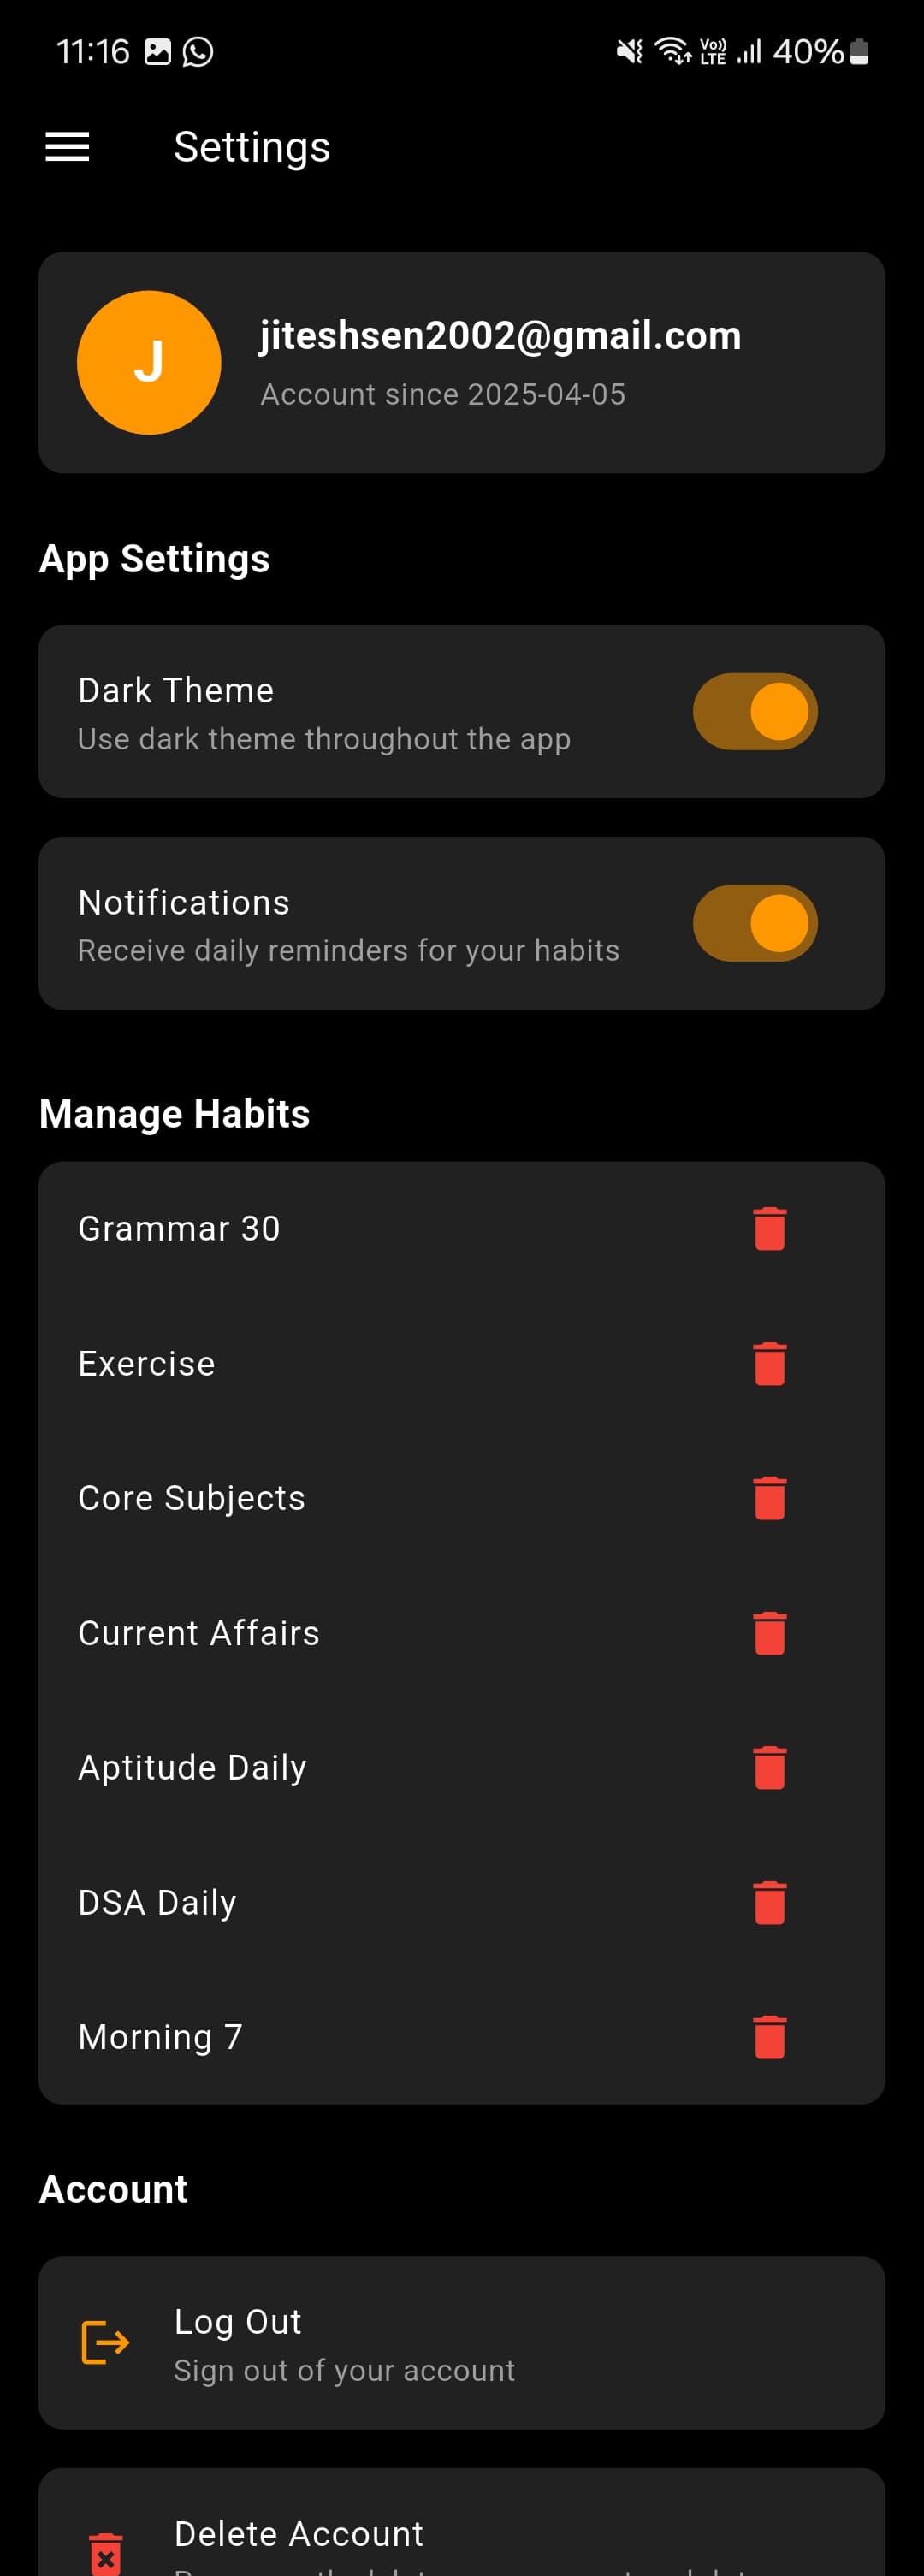 11:16
Vo)) LTE
40%
Settings
J
jiteshsen2002@gmail.com
Account since 2025-04-05
App Settings
Dark Theme
Use dark theme throughout the app
Notifications
Receive daily reminders for your habits
Manage Habits
Grammar 30
Exercise
Core Subjects
Current Affairs
Aptitude Daily
DSA Daily
Morning 7
Account
Log Out
Sign out of your account
Delete Account